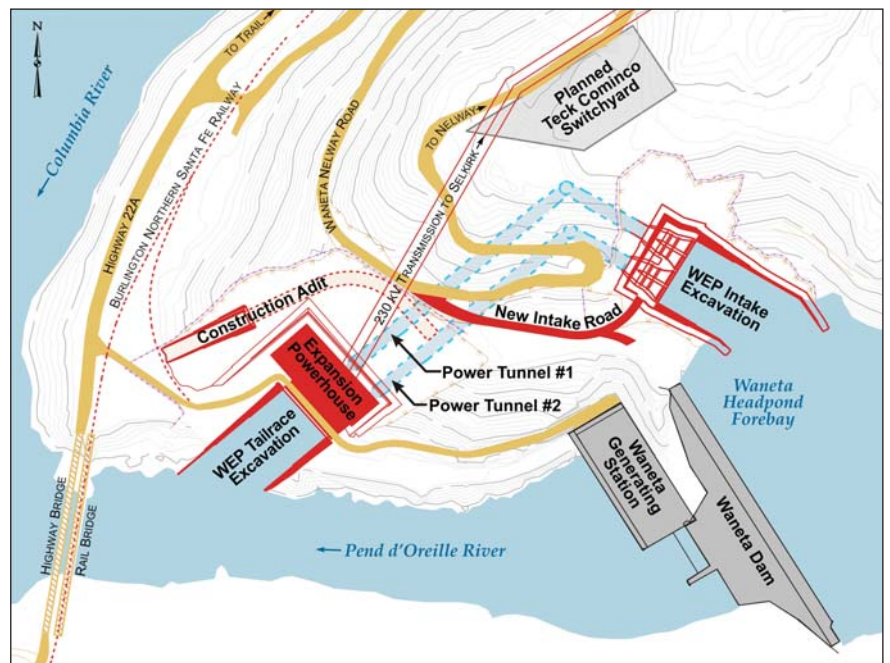 N
S
Columbia River
TO TRAIL
BURLINGTON NORTHERN SANTA FE RAILWAY
HIGHWAY 22A
WANETA NELWAY ROAD
TO NELWAY
230 KV TRANSMISSION TO SELKIRK
Planned
Teck Cominco
Switchyard
Construction Adit
New Intake Road
WEP Intake
Excavation
Expansion
Powerhouse
Power Tunnel #1
Power Tunnel #2
WEP Tailrace
Excavation
Waneta
Headpond
Forebay
Waneta
Generating
Station
Waneta Dam
HIGHWAY BRIDGE
RAIL BRIDGE
Pend d'Oreille River